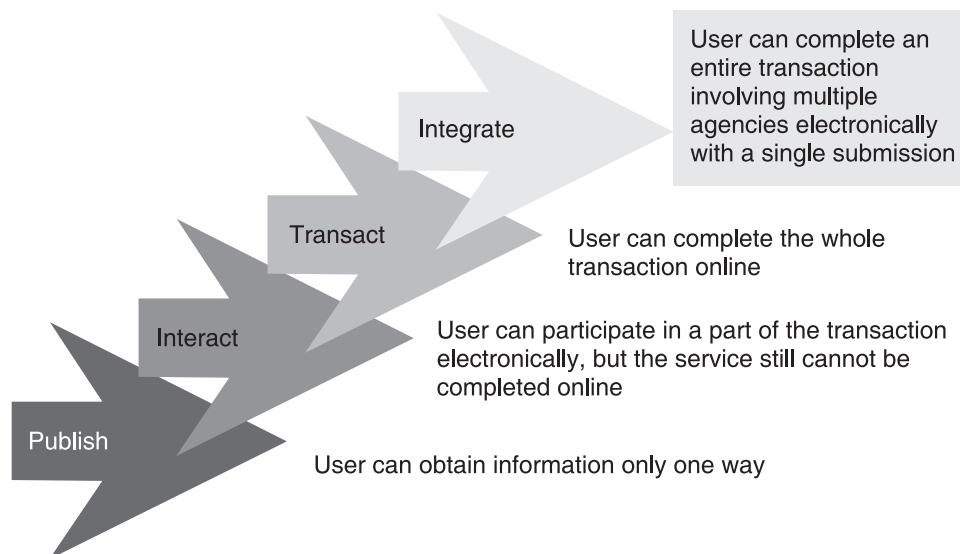 User can complete an
entire transaction
involving multiple
agencies electronically
with a single submission
Integrate
Transact
User can complete the whole
transaction online
Interact
User can participate in a part of the transaction
electronically, but the service still cannot be
completed online
Publish
User can obtain information only one way